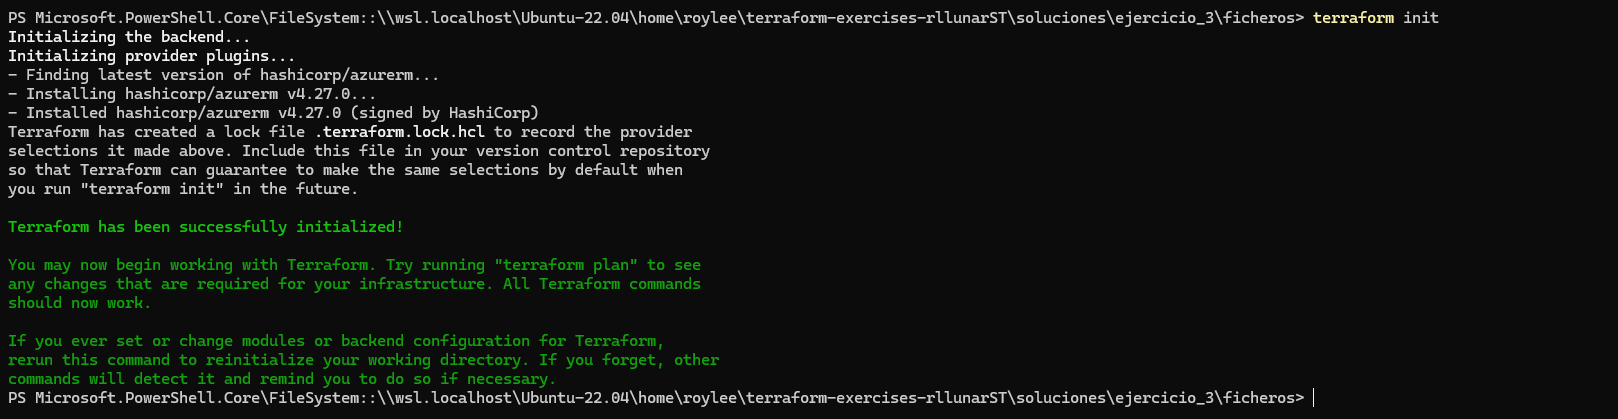 PS Microsoft.PowerShell.Core\FileSystem::\\wsl.localhost\Ubuntu-22.04\home\roylee\terraform-exercises-rllunarST\soluciones\ejercicio_3\ficheros> terraform init
Initializing the backend...
Initializing provider plugins...
- Finding latest version of hashicorp/azurerm...
- Installing hashicorp/azurerm v4.27.0...
- Installed hashicorp/azurerm v4.27.0 (signed by HashiCorp)
Terraform has created a lock file .terraform.lock.hcl to record the provider
selections it made above. Include this file in your version control repository
so that Terraform can guarantee to make the same selections by default when
you run "terraform init" in the future.

Terraform has been successfully initialized!

You may now begin working with Terraform. Try running "terraform plan" to see
any changes that are required for your infrastructure. All Terraform commands
should now work.

If you ever set or change modules or backend configuration for Terraform,
rerun this command to reinitialize your working directory. If you forget, other
commands will detect it and remind you to do so if necessary.
PS Microsoft.PowerShell.Core\FileSystem::\\wsl.localhost\Ubuntu-22.04\home\roylee\terraform-exercises-rllunarST\soluciones\ejercicio_3\ficheros>